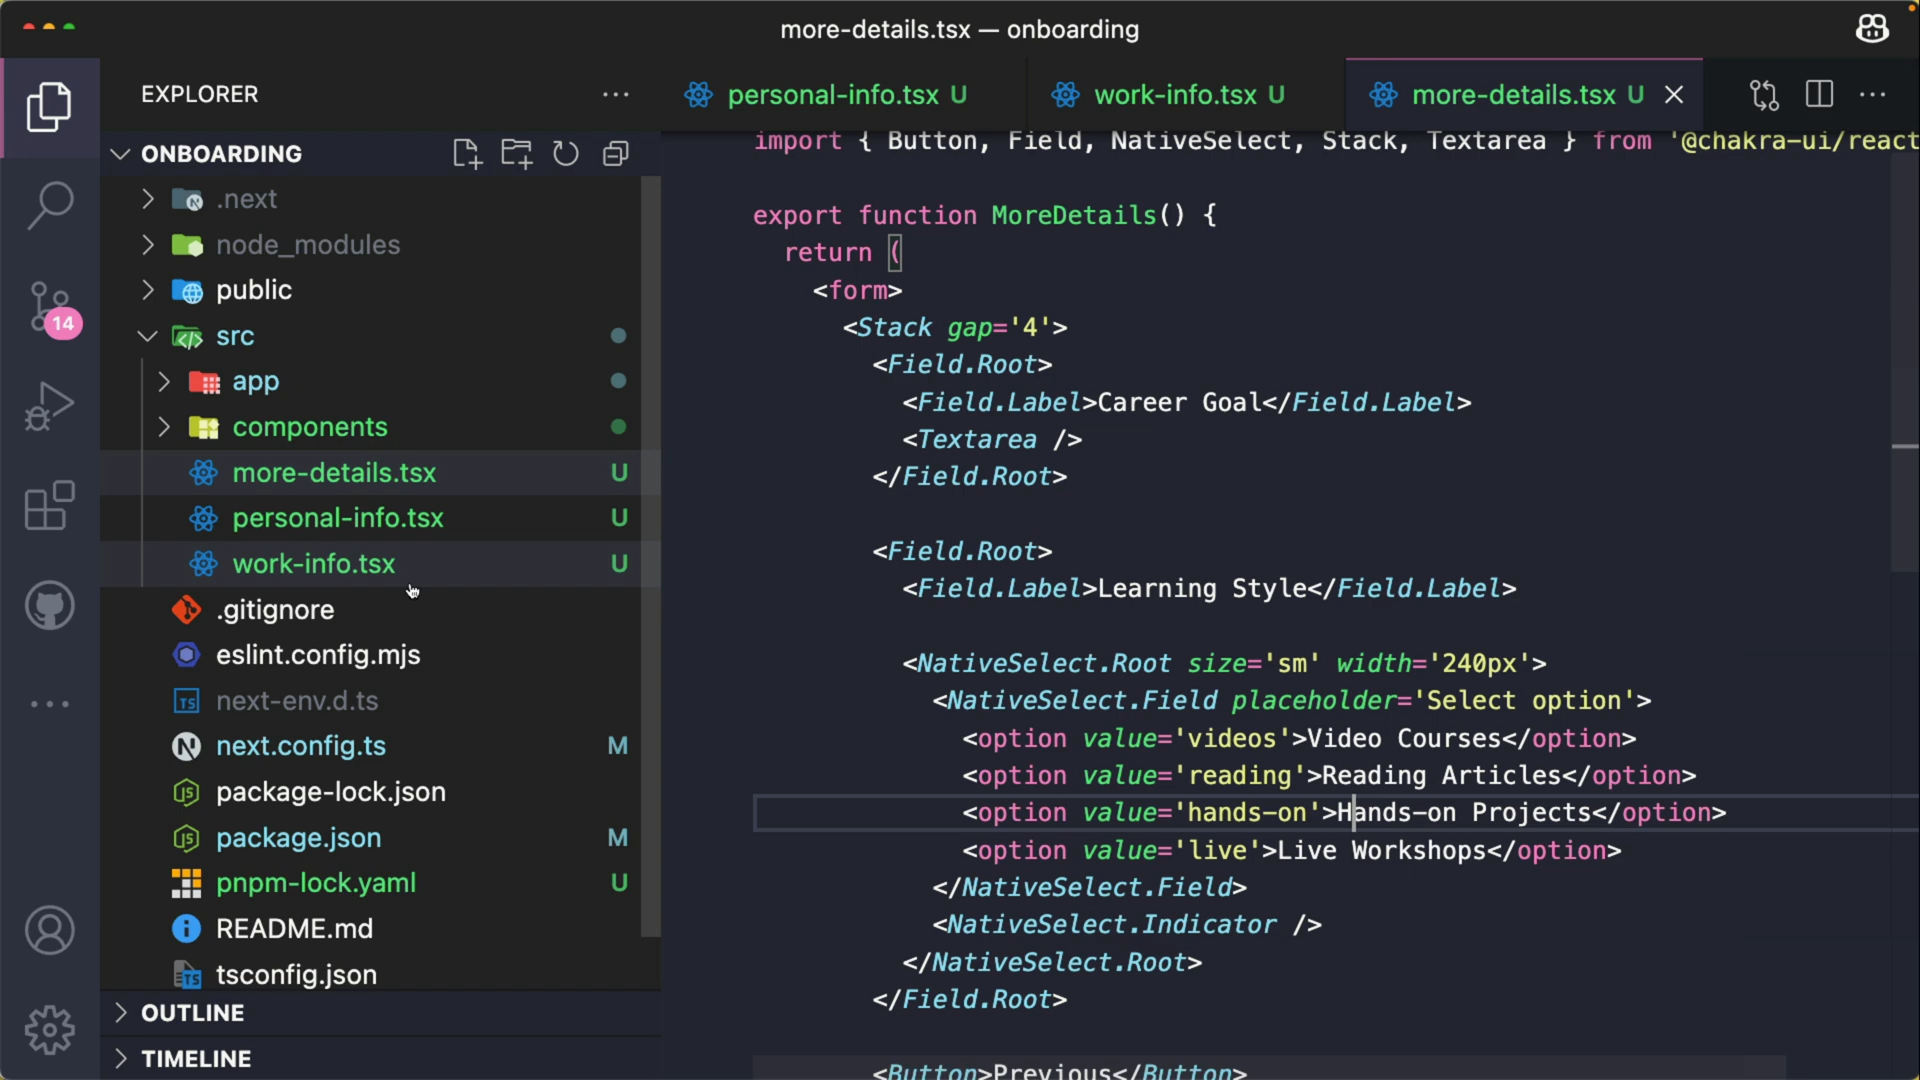 more-details.tsx — onboarding
EXPLORER
personal-info.tsx U
work-info.tsx U
more-details.tsx U
ONBOARDING
.next
node_modules
public
src
app
components
more-details.tsx U
personal-info.tsx U
work-info.tsx U
.gitignore
eslint.config.mjs
next-env.d.ts
next.config.ts M
package-lock.json
package.json M
pnpm-lock.yaml U
README.md
tsconfig.json
OUTLINE
TIMELINE
14
import { Button, Field, NativeSelect, Stack, Textarea } from '@chakra-ui/react
export function MoreDetails() {
return (
<form>
<Stack gap='4'>
<Field.Root>
<Field.Label>Career Goal</Field.Label>
<Textarea />
</Field.Root>
<Field.Root>
<Field.Label>Learning Style</Field.Label>
<NativeSelect.Root size='sm' width='240px'>
<NativeSelect.Field placeholder='Select option'>
<option value='videos'>Video Courses</option>
<option value='reading'>Reading Articles</option>
<option value='hands-on'>Hands-on Projects</option>
<option value='live'>Live Workshops</option>
</NativeSelect.Field>
<NativeSelect.Indicator />
</NativeSelect.Root>
</Field.Root>
<Button>Previous</Button>